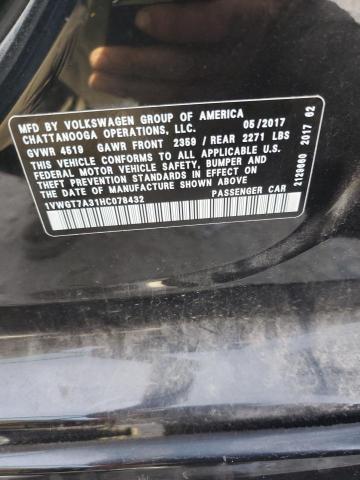 MFD BY VOLKSWAGEN GROUP OF AMERICA 05/2017
CHATTANOOGA OPERATIONS, LLC.
GVWR 4519 GAWR FRONT 2359 / REAR 2271 LBS
THIS VEHICLE CONFORMS TO ALL APPLICABLE U.S.
FEDERAL MOTOR VEHICLE SAFETY, BUMPER AND
THEFT PREVENTION STANDARDS IN EFFECT ON
THE DATE OF MANUFACTURE SHOWN ABOVE.
1VWGT7A31HC078432 PASSENGER CAR
2129660 2017 02